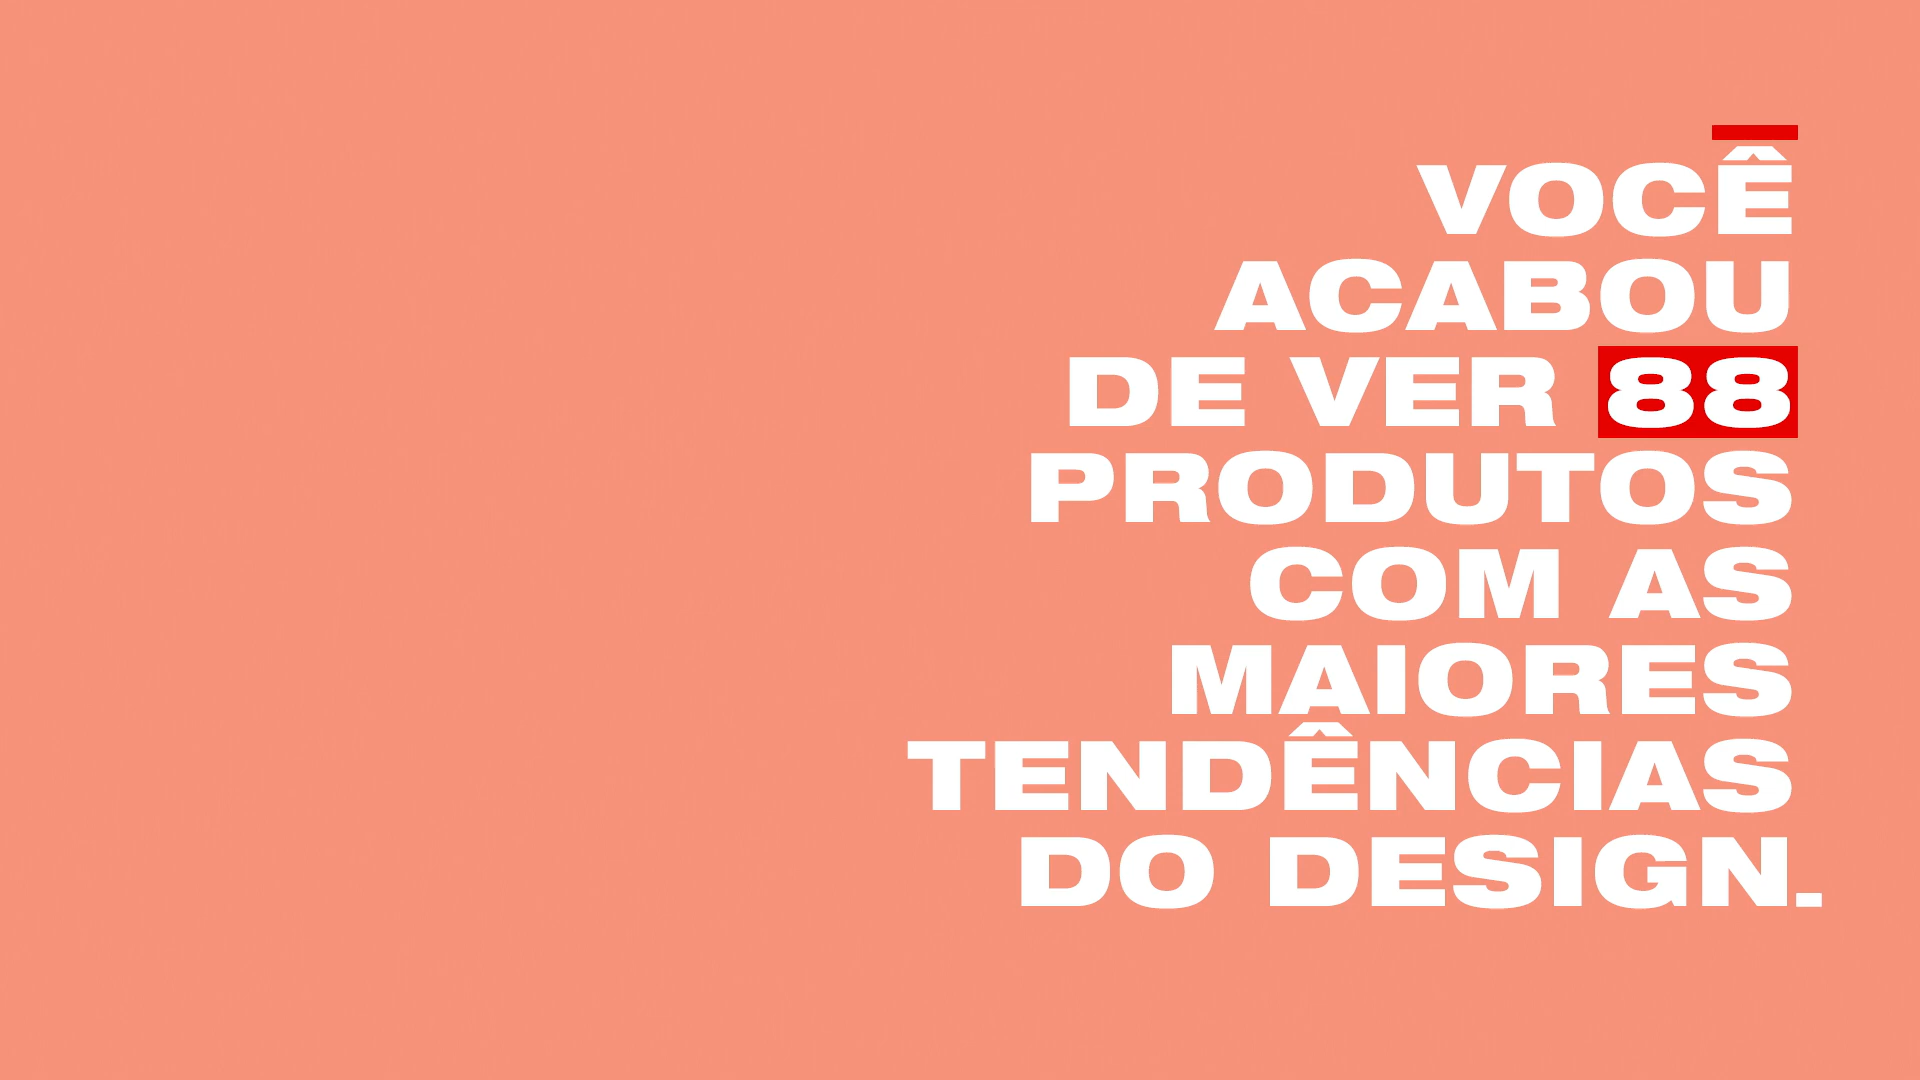 VOCÊ
ACABOU
DE VER 88
PRODUTOS
COM AS
MAIORES
TENDÊNCIAS
DO DESIGN.